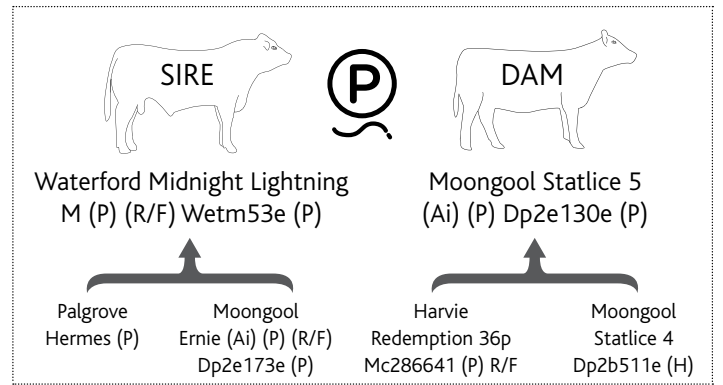 SIRE
P
DAM
Waterford Midnight Lightning
M (P) (R/F) Wetm53e (P)
Moongool Statlice 5
(Ai) (P) Dp2e130e (P)
Palgrove
Hermes (P)
Moongool
Ernie (Ai) (P) (R/F)
Dp2e173e (P)
Harvie
Redemption 36p
Mc286641 (P) R/F
Moongool
Statlice 4
Dp2b511e (H)